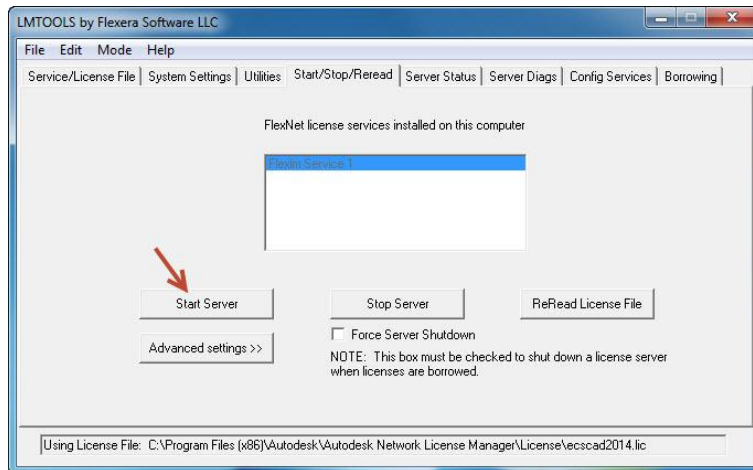 LMTOOLS by Flexera Software LLC
File Edit Mode Help
Service/License File System Settings Utilities Start/Stop/Reread Server Status Server Diags Config Services Borrowing
FlexNet license services installed on this computer
Flexlm Service 1
Start Server Stop Server ReRead License File
Advanced settings >> Force Server Shutdown
NOTE: This box must be checked to shut down a license server
when licenses are borrowed.
Using License File: C:\Program Files (x86)\Autodesk\Autodesk Network License Manager\License\ecscad2014.lic